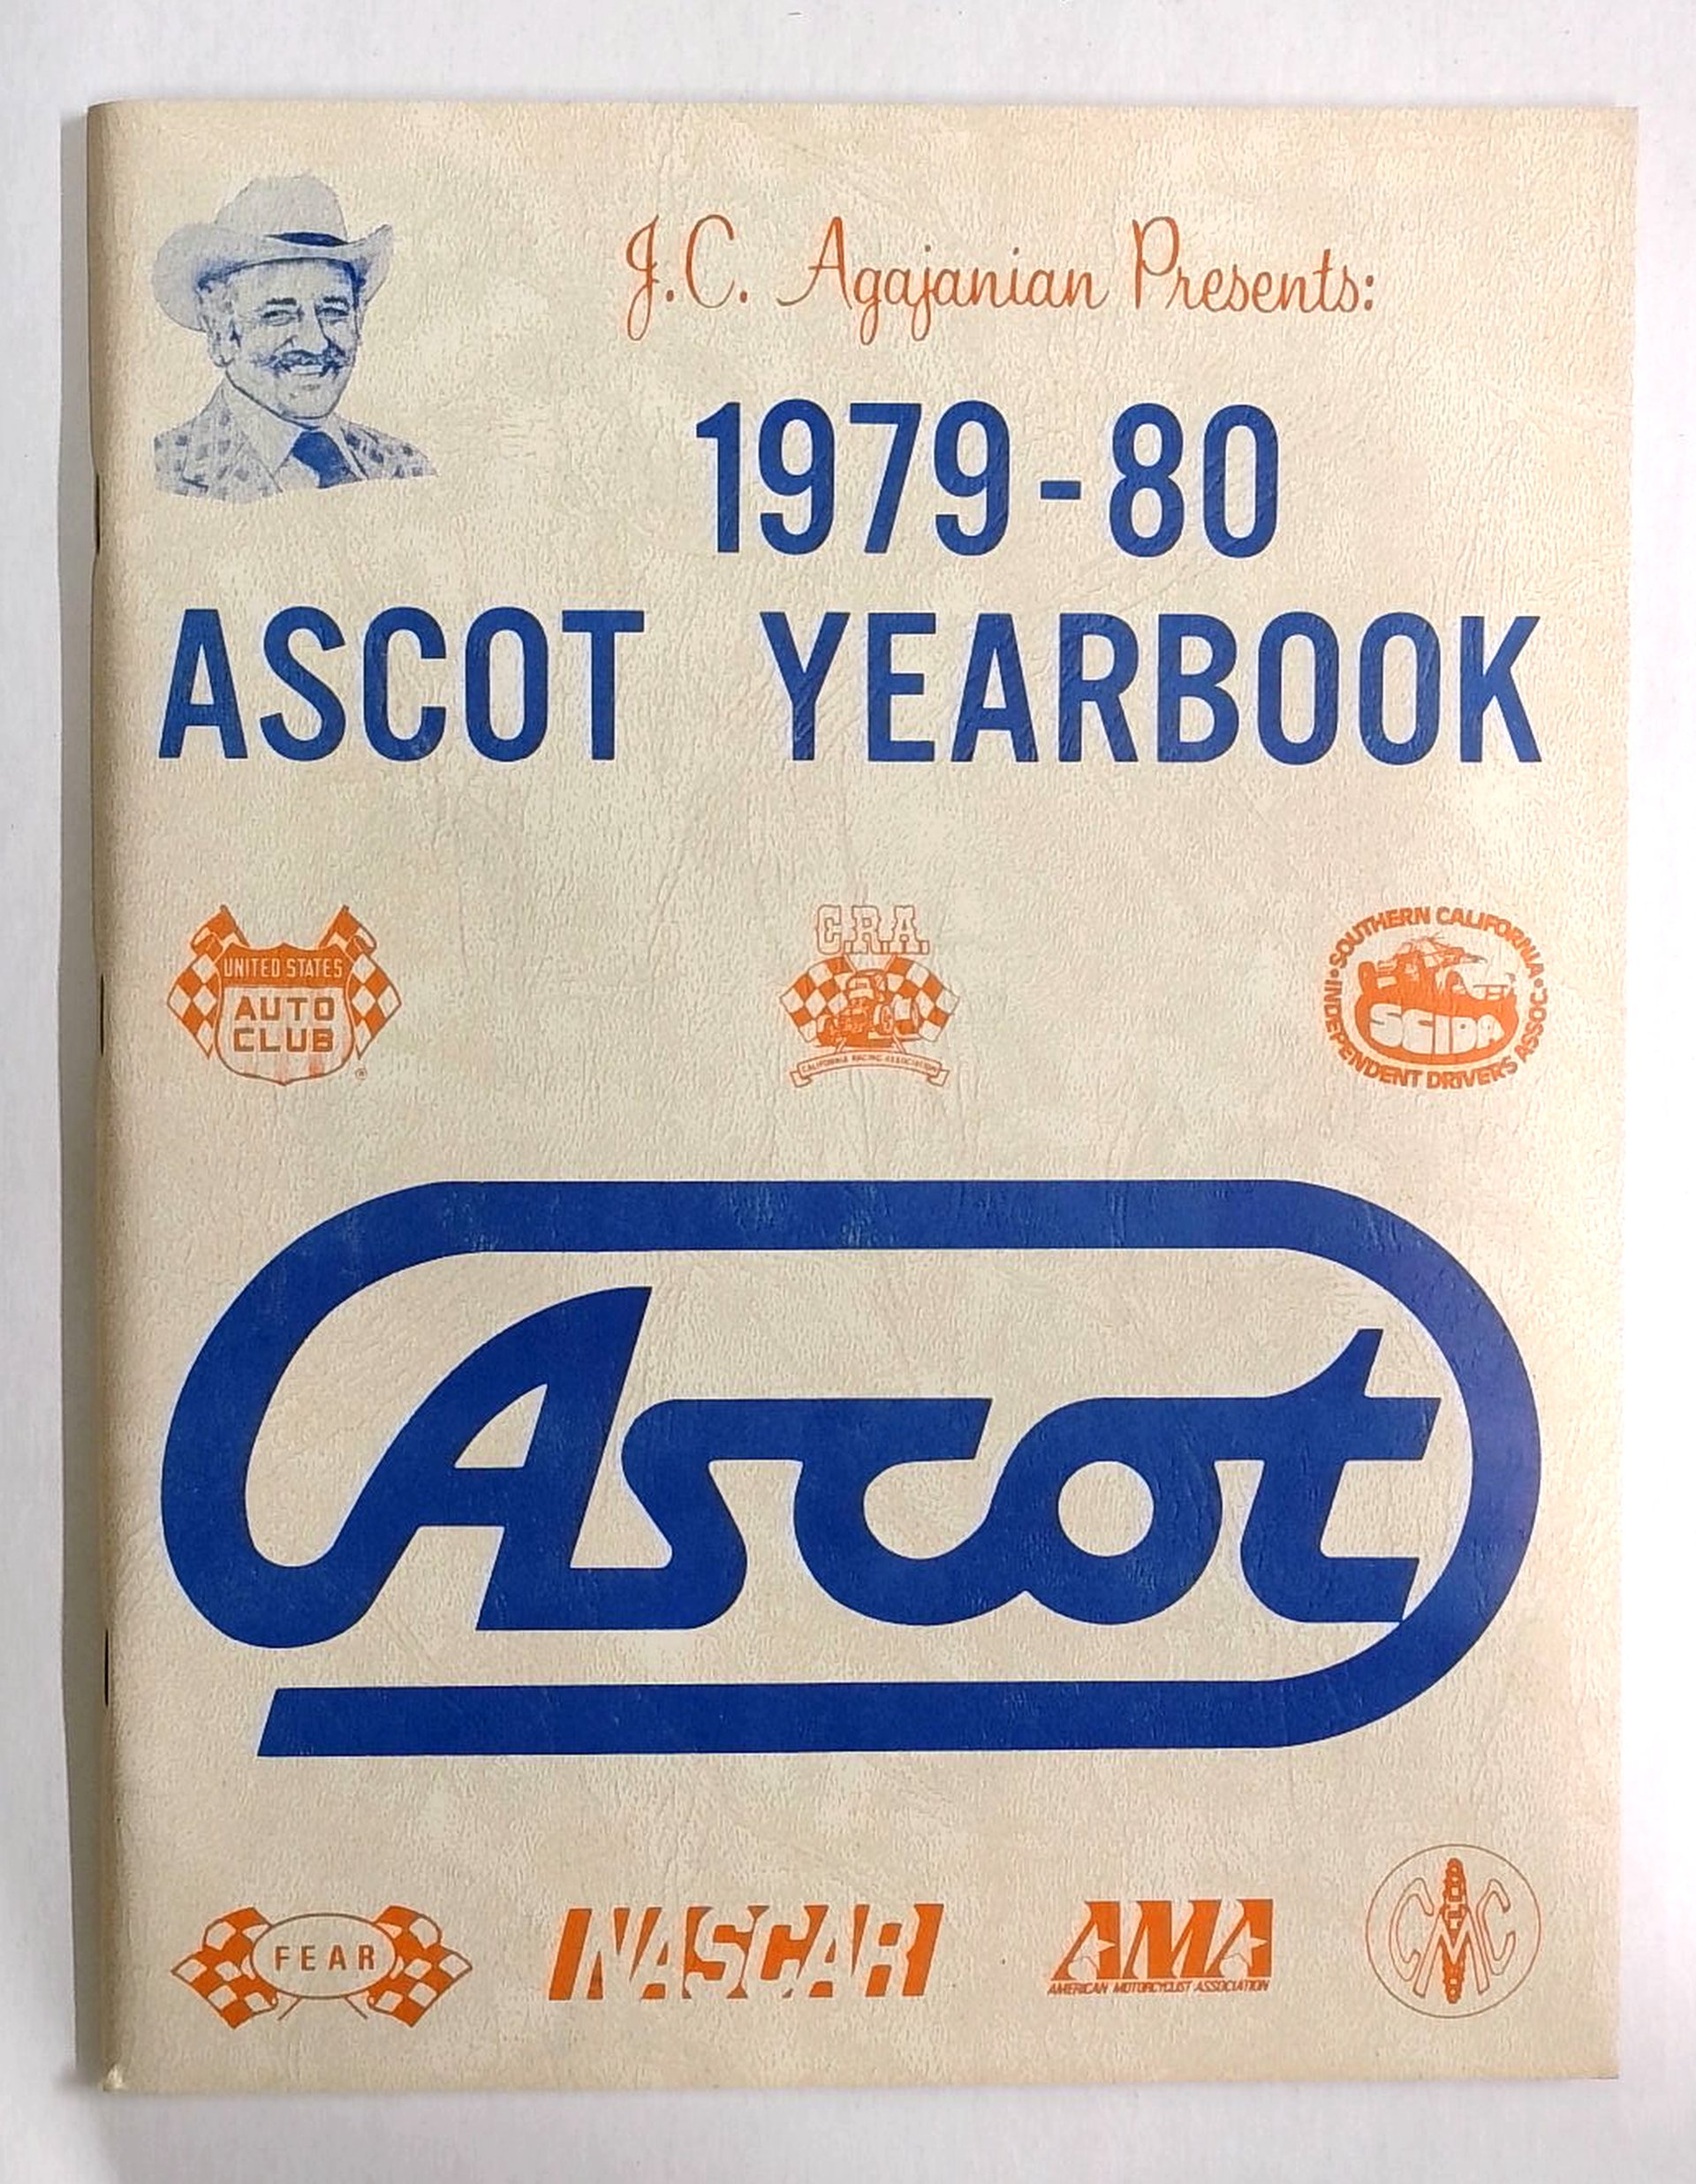 J.C. Agajanian Presents:
1979-80
ASCOT YEARBOOK
UNITED STATES
AUTO
CLUB
®
C.R.A.
CALIFORNIA RACING ASSOCIATION
•SOUTHERN CALIFORNIA•
INDEPENDENT DRIVERS ASSOC.
SCIDA
Ascot
FEAR
NASCAR
AMA
AMERICAN MOTORCYCLIST ASSOCIATION
CMC